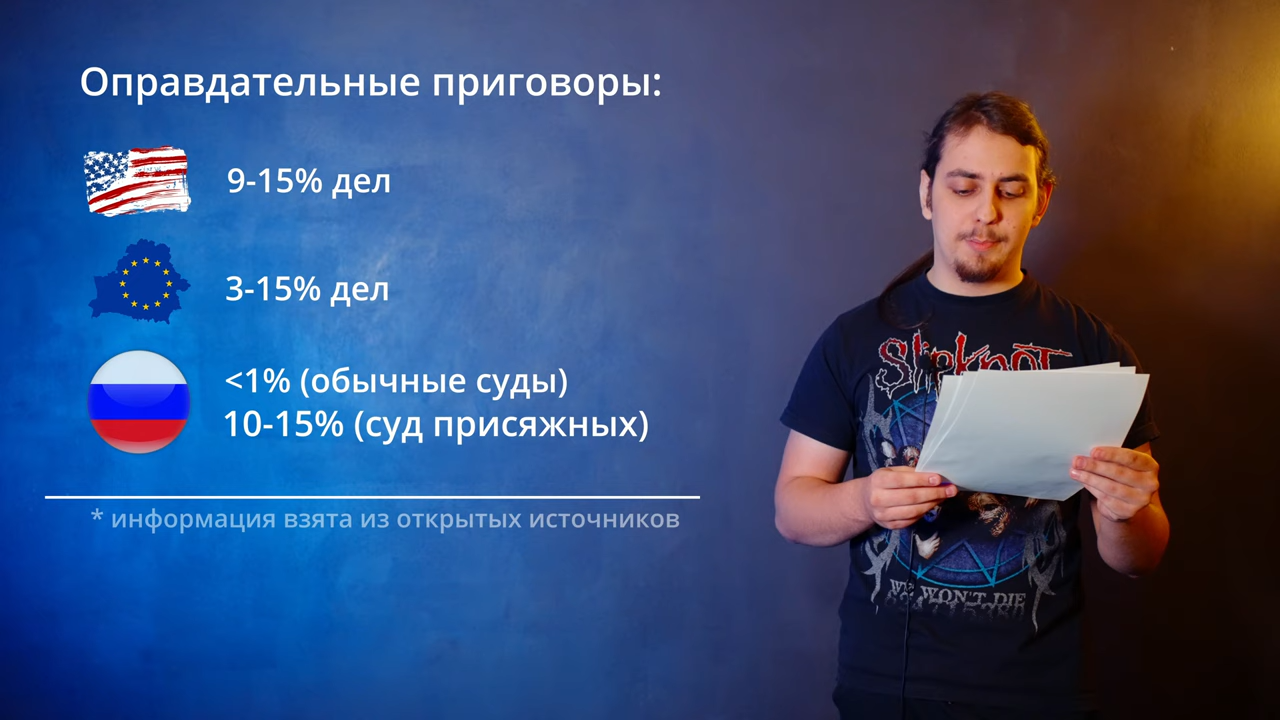 Оправдательные приговоры:
9-15% дел
3-15% дел
<1% (обычные суды)
10-15% (суд присяжных)
* информация взята из открытых источников
Slipknot
WON'T DIE